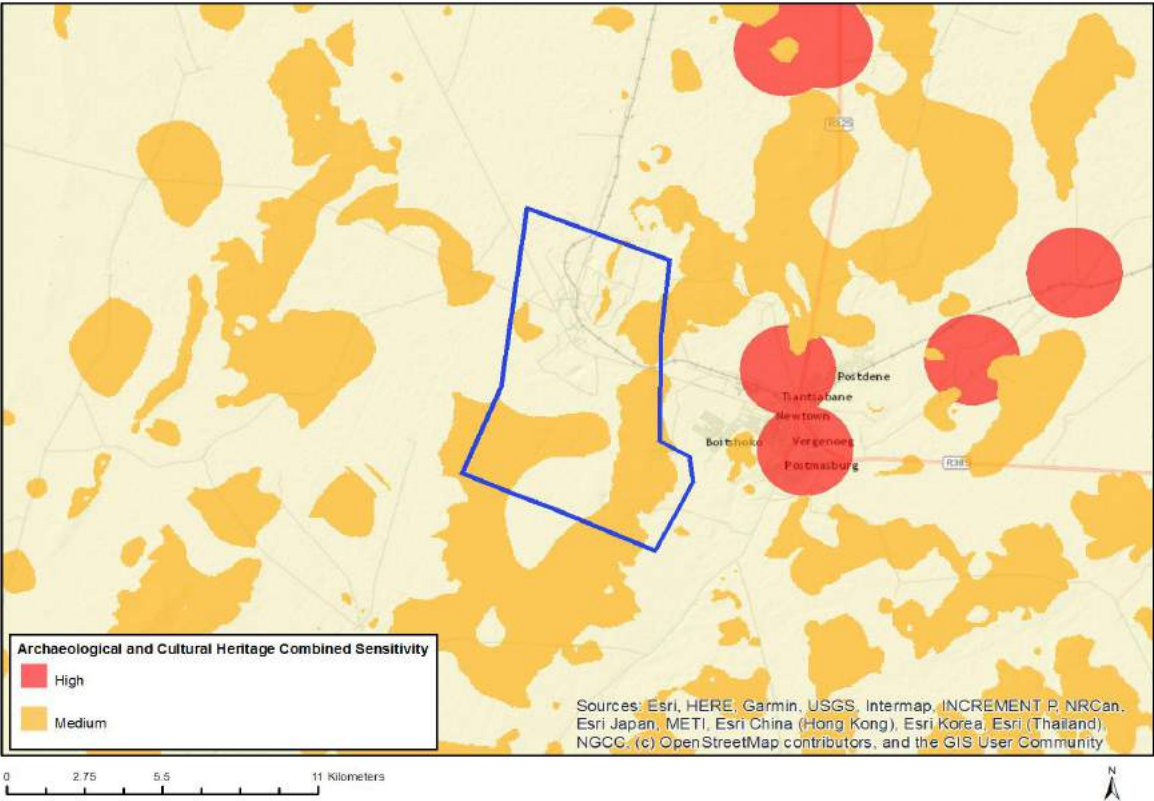 R325
Postdene
Newtown
Boitshoko
Vergenoeg
Postmasburg
R385
Archaeological and Cultural Heritage Combined Sensitivity
High
Medium
Sources: Esri, HERE, Garmin, USGS, Intermap, INCREMENT P, NRCan,
Esri Japan, METI, Esri China (Hong Kong), Esri Korea, Esri (Thailand),
NGCC, (c) OpenStreetMap contributors, and the GIS User Community
0 2.75 5.5 11 Kilometers
N